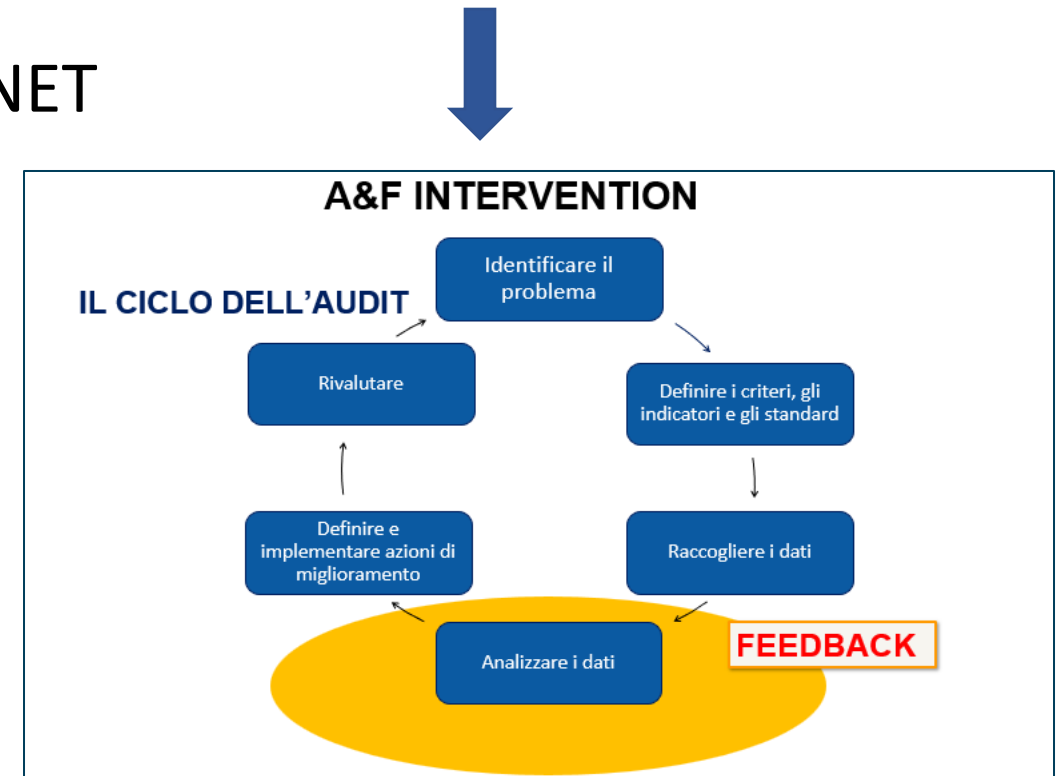 NET
A&F INTERVENTION
IL CICLO DELL'AUDIT
Identificare il
problema
Definire i criteri, gli
indicatori e gli standard
Raccogliere i dati
Analizzare i dati
FEEDBACK
Definire e
implementare azioni di
miglioramento
Rivalutare